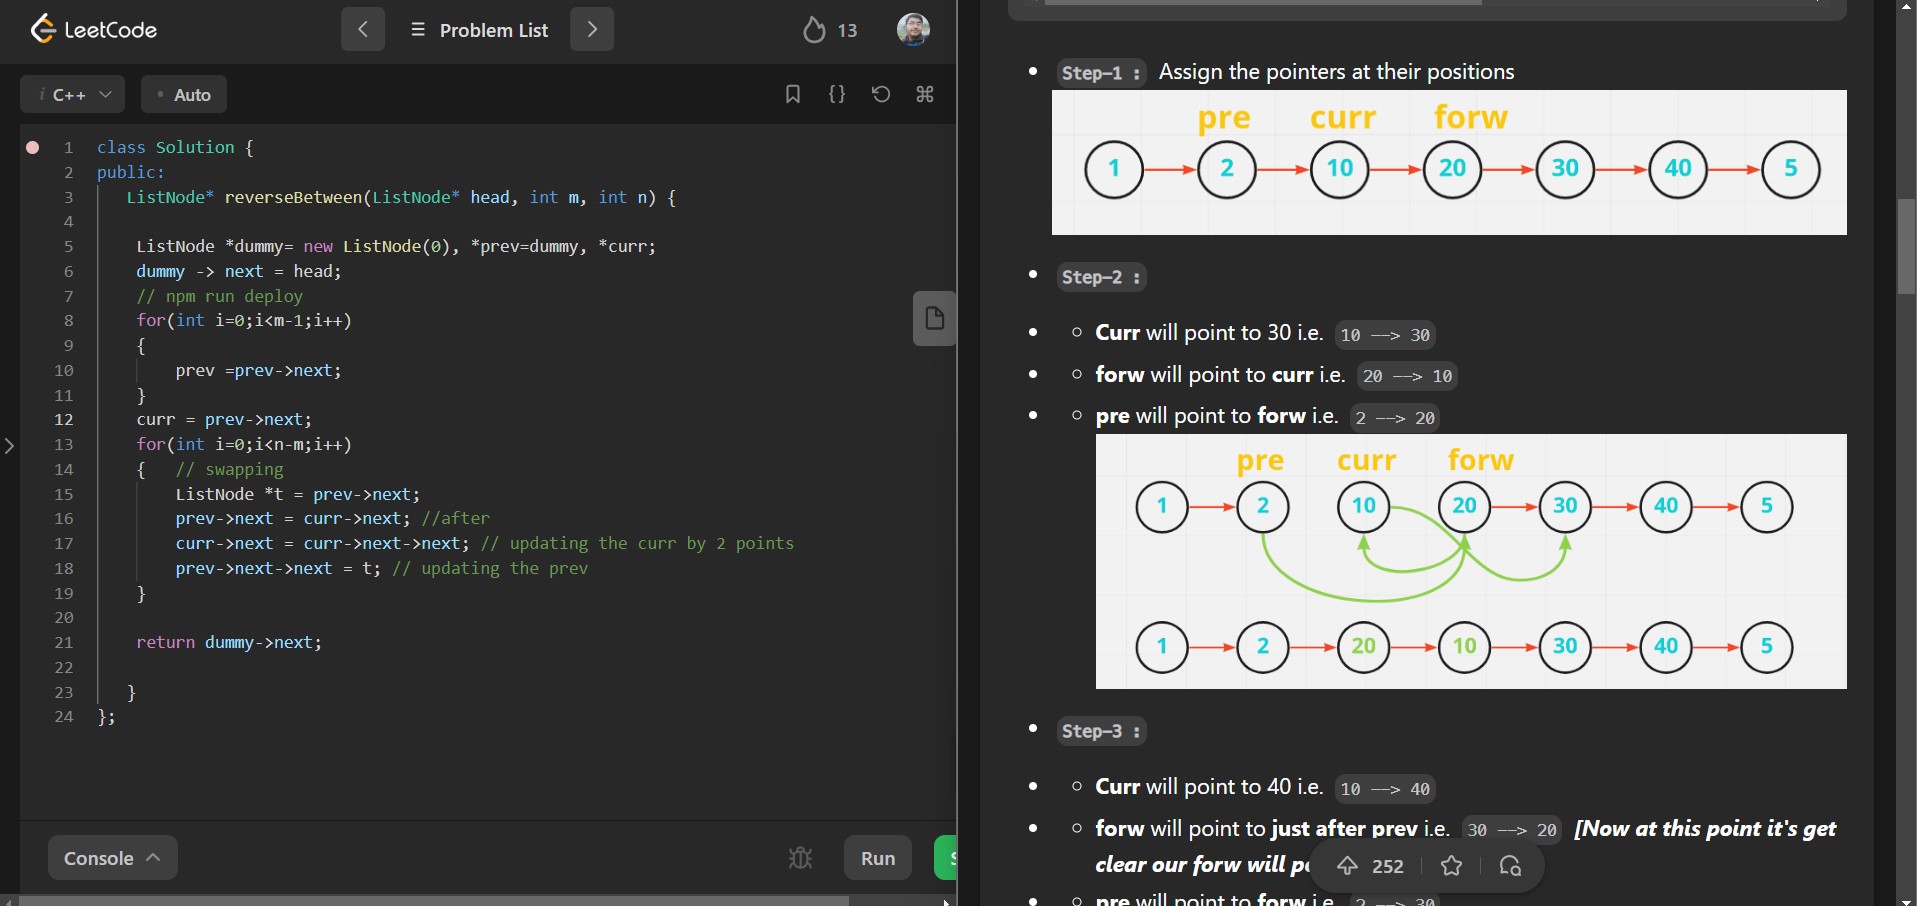 LeetCode
Problem List
13
i C++
Auto
1 class Solution {
2 public:
3 ListNode* reverseBetween(ListNode* head, int m, int n) {
4
5 ListNode *dummy= new ListNode(0), *prev=dummy, *curr;
6 dummy -> next = head;
7 // npm run deploy
8 for(int i=0;i<m-1;i++)
9 {
10 prev =prev->next;
11 }
12 curr = prev->next;
13 for(int i=0;i<n-m;i++)
14 { // swapping
15 ListNode *t = prev->next;
16 prev->next = curr->next; //after
17 curr->next = curr->next->next; // updating the curr by 2 points
18 prev->next->next = t; // updating the prev
19 }
20
21 return dummy->next;
22
23 }
24 };
Console
Run
Step-1 : Assign the pointers at their positions
pre curr forw
1 2 10 20 30 40 5
Step-2 :
Curr will point to 30 i.e. 10 --> 30
forw will point to curr i.e. 20 --> 10
pre will point to forw i.e. 2 --> 20
pre curr forw
1 2 10 20 30 40 5
1 2 20 10 30 40 5
Step-3 :
Curr will point to 40 i.e. 10 --> 40
forw will point to just after prev i.e. 30 --> 20 [Now at this point it's get
clear our forw will
252
pre will point to forw i.e. 2 --> 30